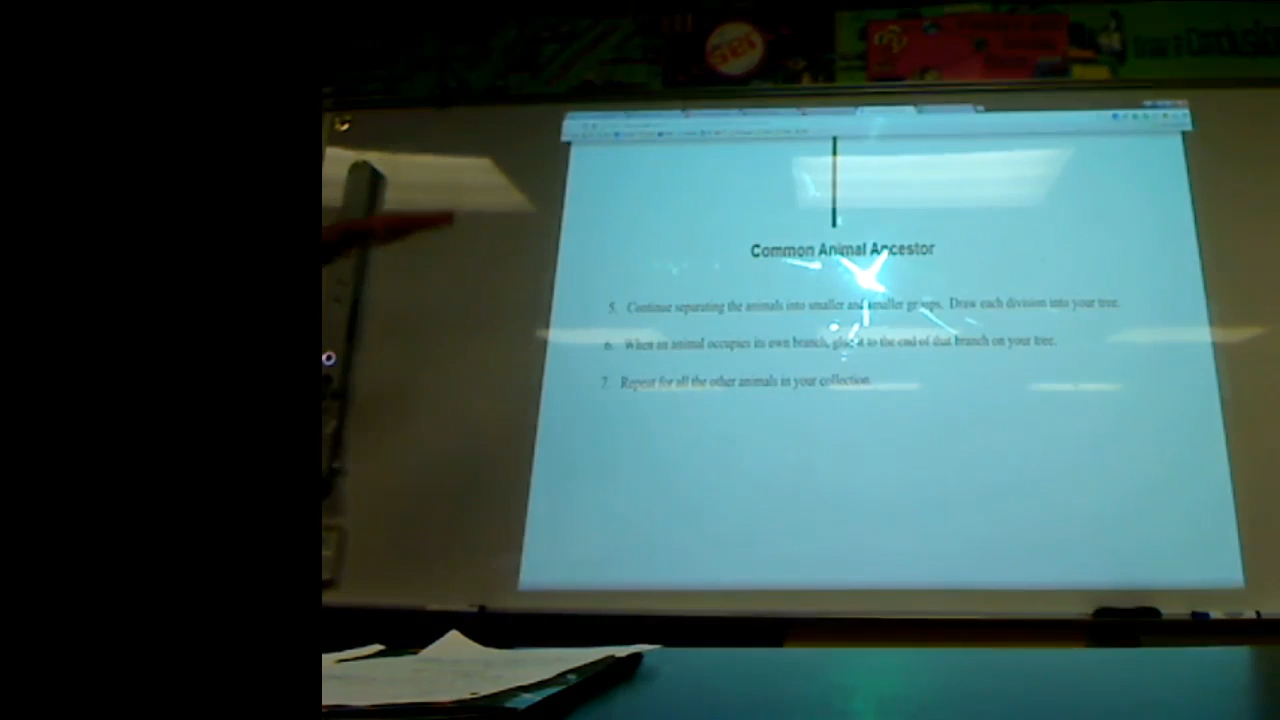 Common Animal Ancestor
5. Continue separating the animals into smaller and smaller groups. Draw each division into your tree.
6. When an animal occupies its own branch, glue it to the end of that branch on your tree.
7. Repeat for all the other animals in your collection.